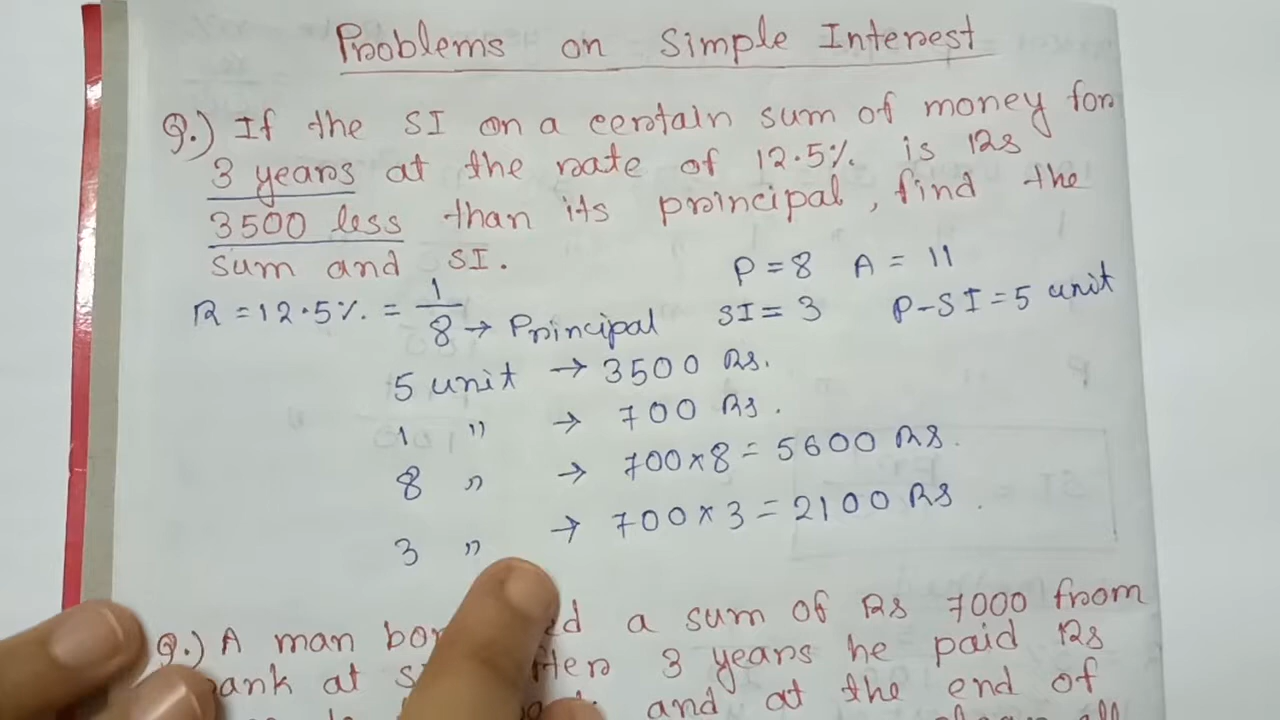 Problems on Simple Interest
Q.) If the SI on a certain sum of money for
3 years at the rate of 12.5% is Rs
3500 less than its principal, find the
sum and SI.
P = 8 A = 11
R = 12.5% = 1/8 → Principal SI = 3 P-SI = 5 unit
5 unit → 3500 Rs.
1 " → 700 Rs.
8 " → 700×8 = 5600 Rs.
3 " → 700×3 = 2100 Rs.
Q.) A man a sum of Rs 7000 from
at 3 years he paid Rs
and at the end of